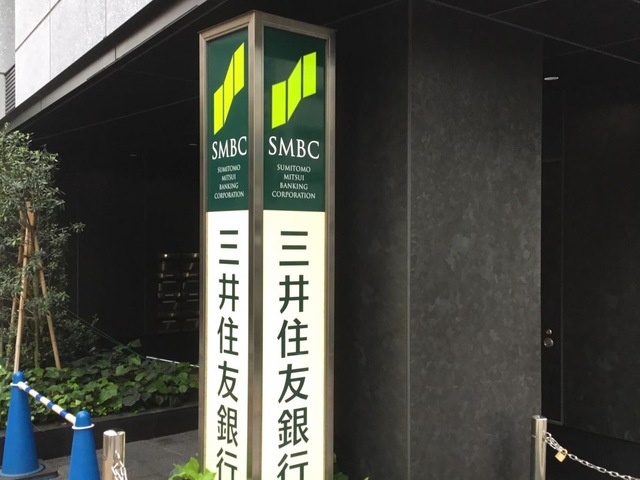 SMBC
SUMITOMO
MITSUI
BANKING
CORPORATION
三井住友銀行
SMBC
SUMITOMO
MITSUI
BANKING
CORPORATION
三井住友銀行